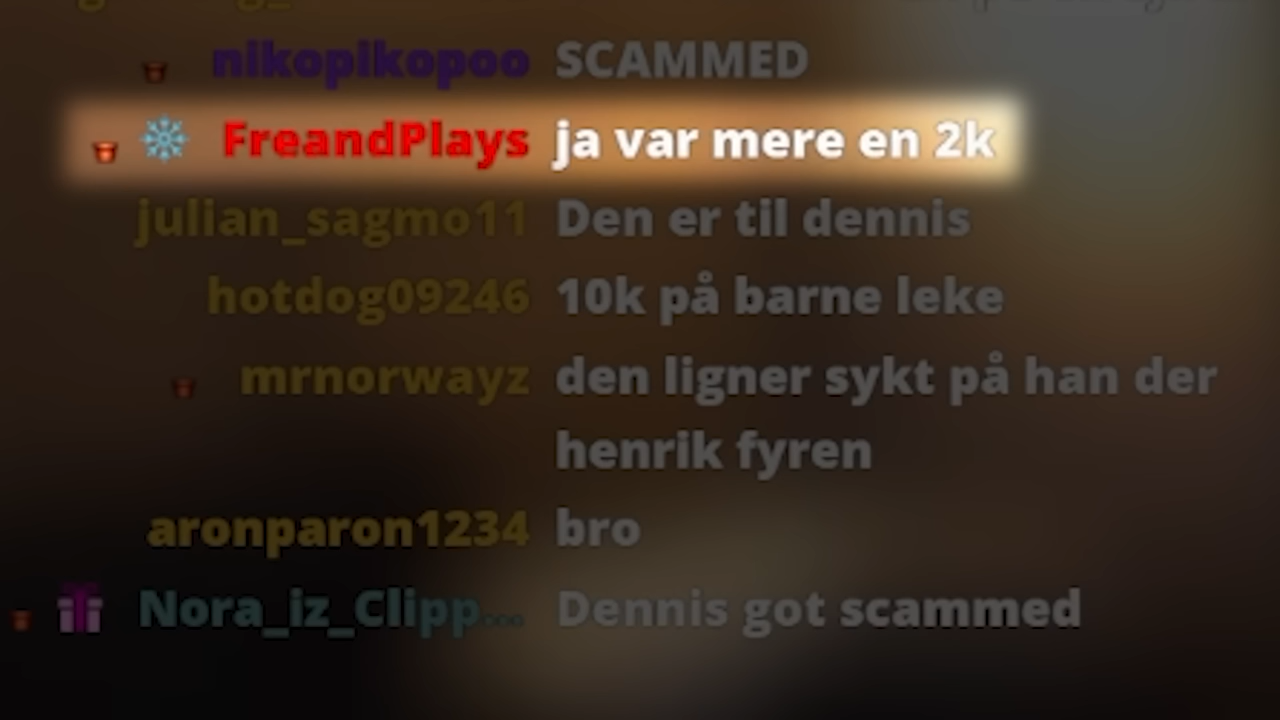 nikopikopoo SCAMMED
FreandPlays ja var mere en 2k
julian_sagmo11 Den er til dennis
hotdog09246 10k på barne leke
mrnorwayz den ligner sykt på han der
henrik fyren
aronparon1234 bro
Nora_iz_Clipp... Dennis got scammed